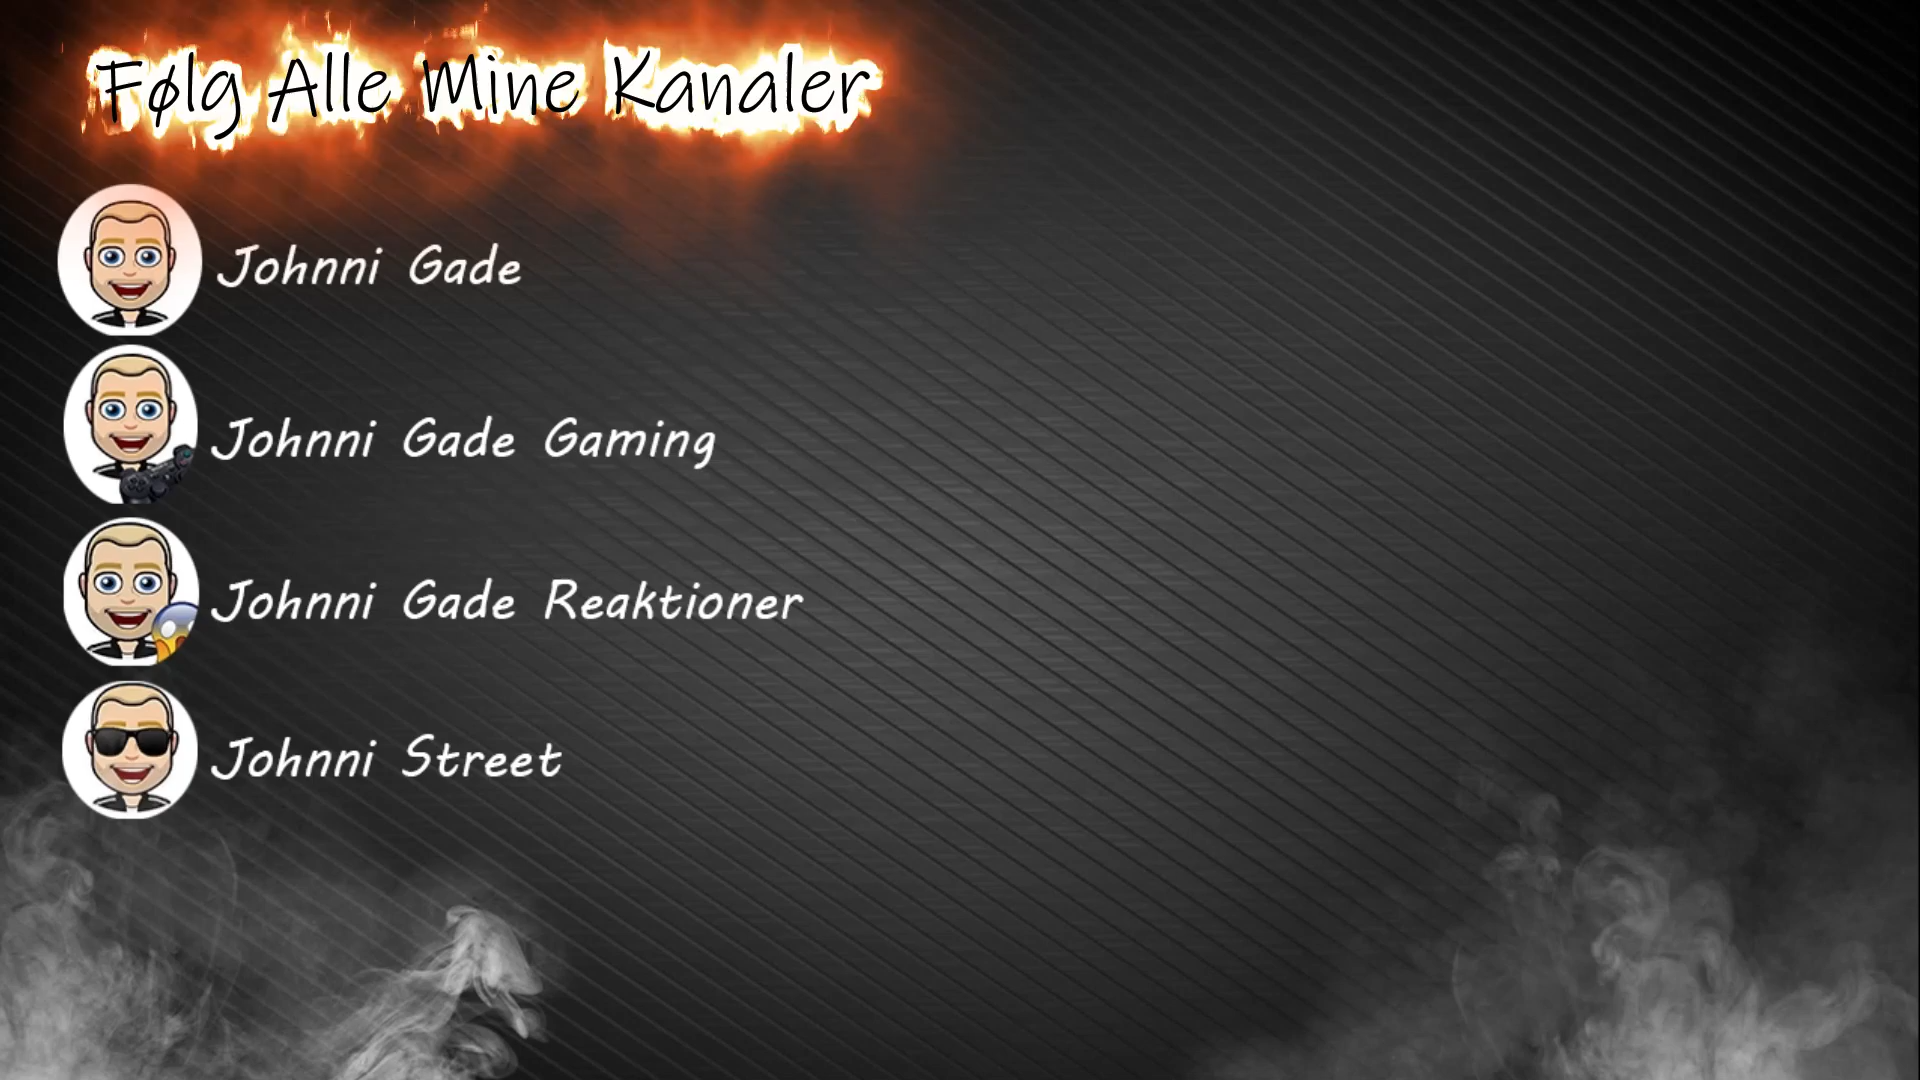 Følg Alle Mine Kanaler
Johnni Gade
Johnni Gade Gaming
Johnni Gade Reaktioner
Johnni Street